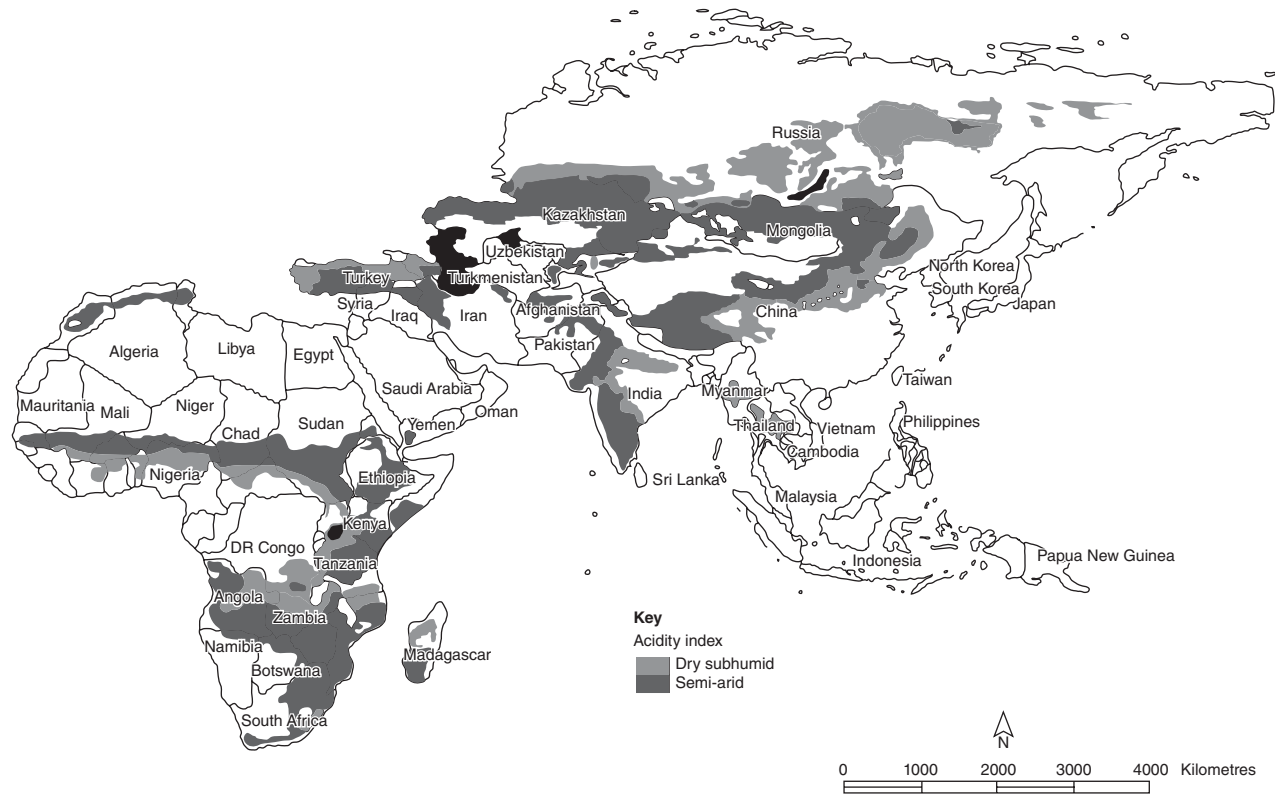 Russia
Kazakhstan
Mongolia
Uzbekistan
North Korea
Turkey
Turkmenistan
South Korea
Syria
Japan
Iraq
Iran
Afghanistan
China
Pakistan
Algeria
Libya
Egypt
Saudi Arabia
India
Myanmar
Taiwan
Mauritania
Mali
Niger
Oman
Chad
Sudan
Yemen
Thailand
Vietnam
Philippines
Cambodia
Nigeria
Ethiopia
Sri Lanka
Malaysia
Kenya
DR Congo
Tanzania
Indonesia
Papua New Guinea
Angola
Zambia
Namibia
Madagascar
Botswana
South Africa
Key
Acidity index
Dry subhumid
Semi-arid
N
0 1000 2000 3000 4000 Kilometres